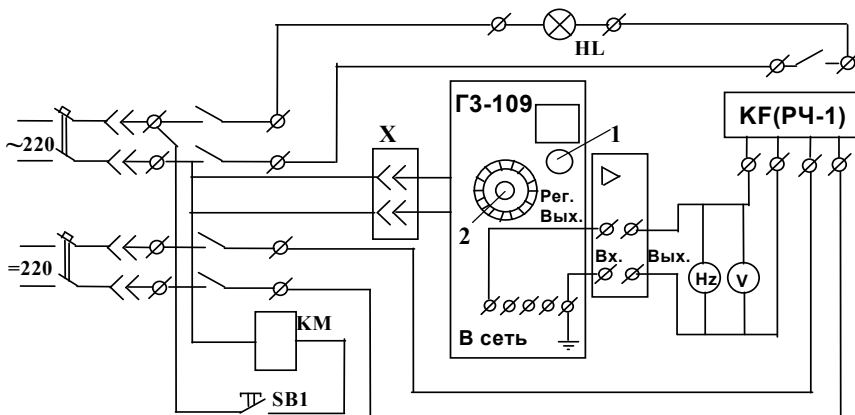 HL
Г3-109
KF(РЧ-1)
X
1
~220
Рег.
Вых.
2
Вх.
Вых.
Hz
V
=220
KM
В сеть
SB1